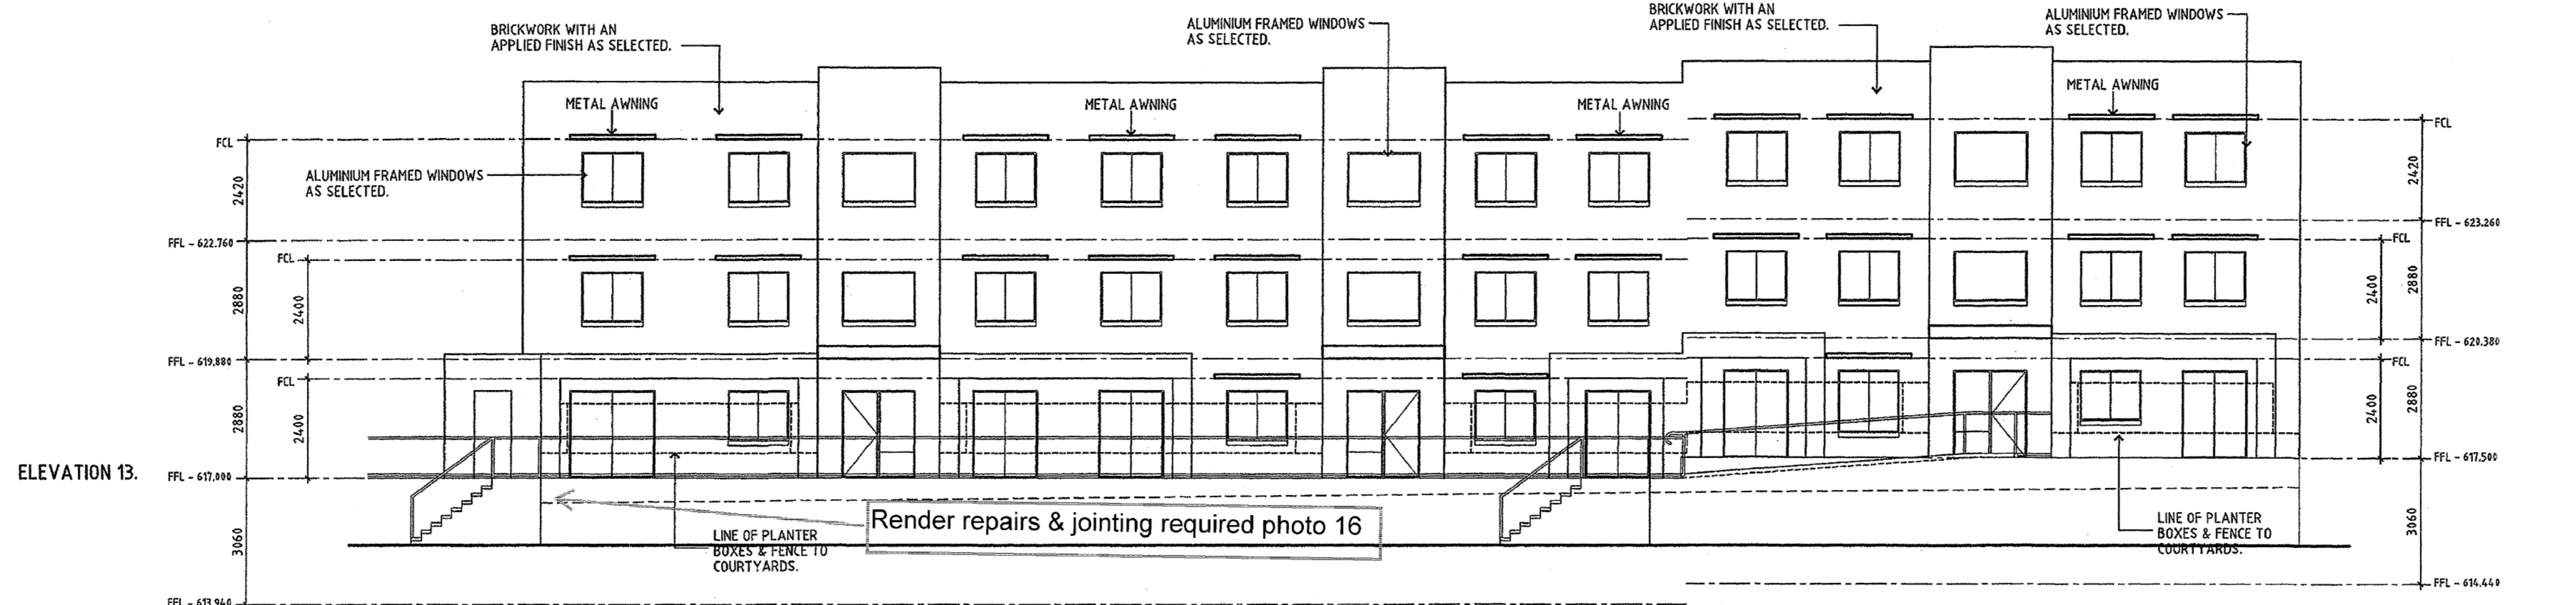 BRICKWORK WITH AN
APPLIED FINISH AS SELECTED.
ALUMINIUM FRAMED WINDOWS
AS SELECTED.
BRICKWORK WITH AN
APPLIED FINISH AS SELECTED.
ALUMINIUM FRAMED WINDOWS
AS SELECTED.
METAL AWNING
METAL AWNING
METAL AWNING
METAL AWNING
FCL
FCL
ALUMINIUM FRAMED WINDOWS
AS SELECTED.
2420
2420
FFL - 622.760
FFL - 623.260
FCL
FCL
2880
2400
2400
2880
FFL - 619.880
FFL - 620.380
FCL
FCL
2880
2400
2400
2880
ELEVATION 13.
FFL - 617.000
FFL - 617.500
Render repairs & jointing required photo 16
LINE OF PLANTER
BOXES & FENCE TO
COURTYARDS.
LINE OF PLANTER
BOXES & FENCE TO
COURTYARDS.
3060
3060
FFL - 614.440
FFL - 613.940